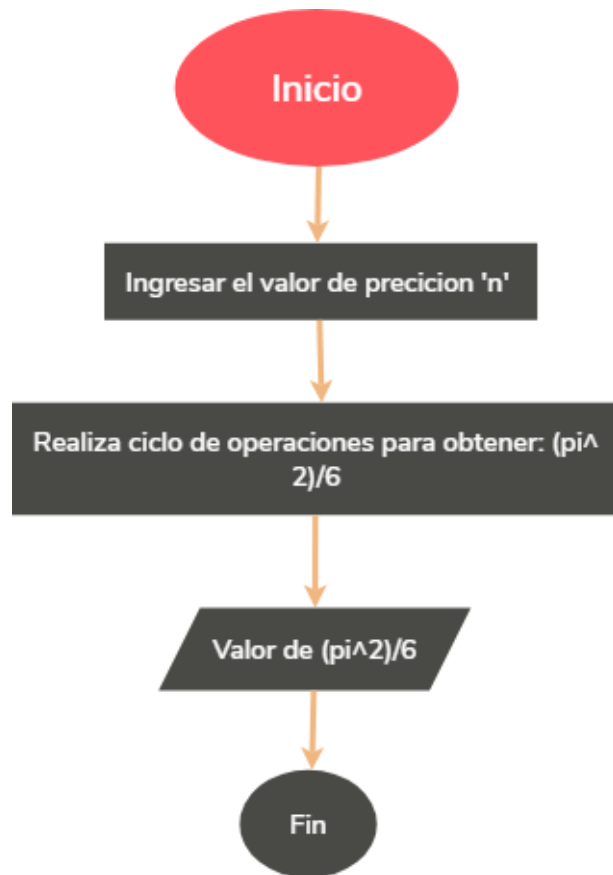 Inicio
Ingresar el valor de precicion 'n'
Realiza ciclo de operaciones para obtener: (pi^
2)/6
Valor de (pi^2)/6
Fin